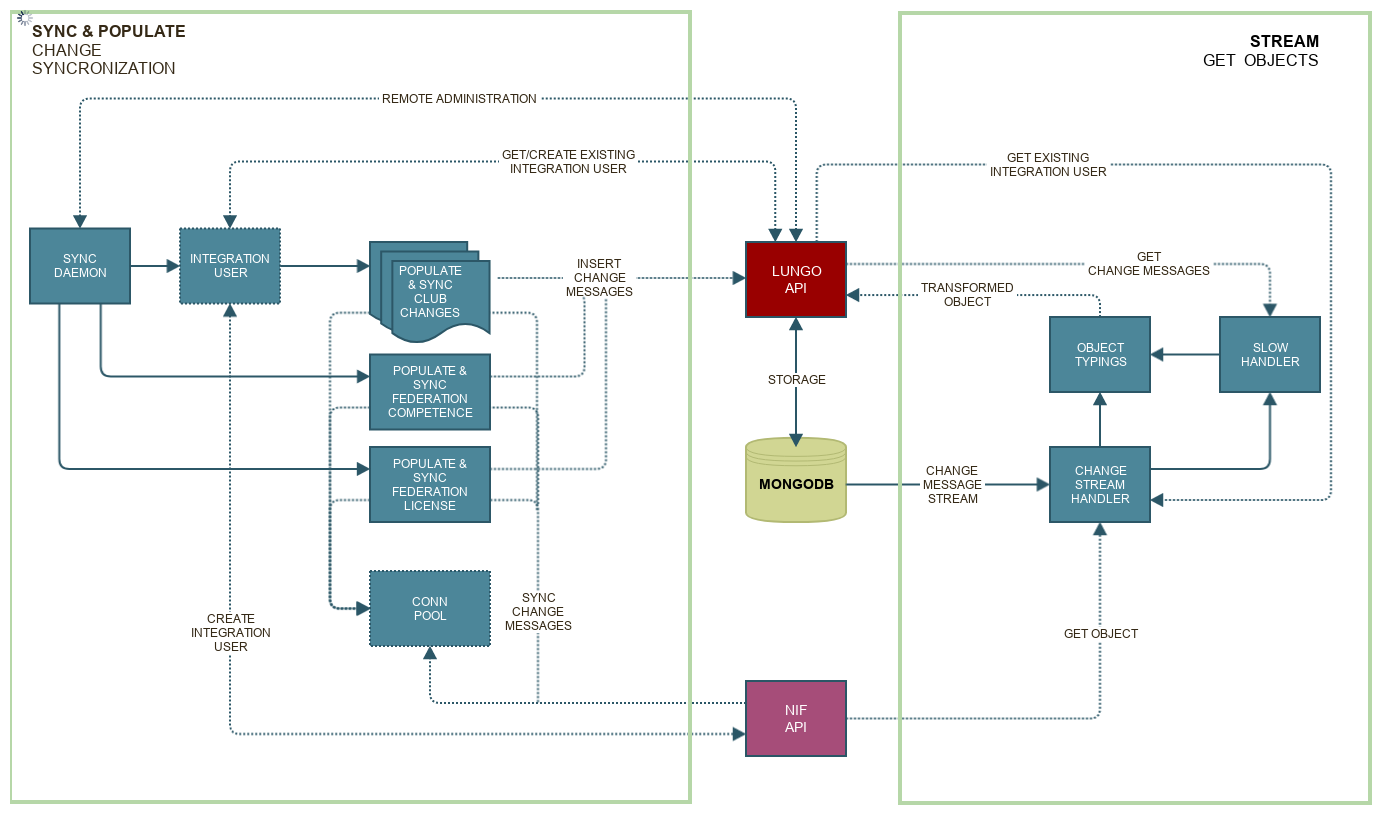 SYNC & POPULATE
CHANGE
SYNCRONIZATION
STREAM
GET OBJECTS
REMOTE ADMINISTRATION
GET/CREATE EXISTING
INTEGRATION USER
GET EXISTING
INTEGRATION USER
SYNC
DAEMON
INTEGRATION
USER
POPULATE
& SYNC
CLUB
CHANGES
INSERT
CHANGE
MESSAGES
LUNGO
API
GET
CHANGE MESSAGES
TRANSFORMED
OBJECT
OBJECT
TYPINGS
SLOW
HANDLER
POPULATE &
SYNC
FEDERATION
COMPETENCE
STORAGE
POPULATE &
SYNC
FEDERATION
LICENSE
MONGODB
CHANGE
MESSAGE
STREAM
CHANGE
STREAM
HANDLER
CONN
POOL
SYNC
CHANGE
MESSAGES
CREATE
INTEGRATION
USER
GET OBJECT
NIF
API